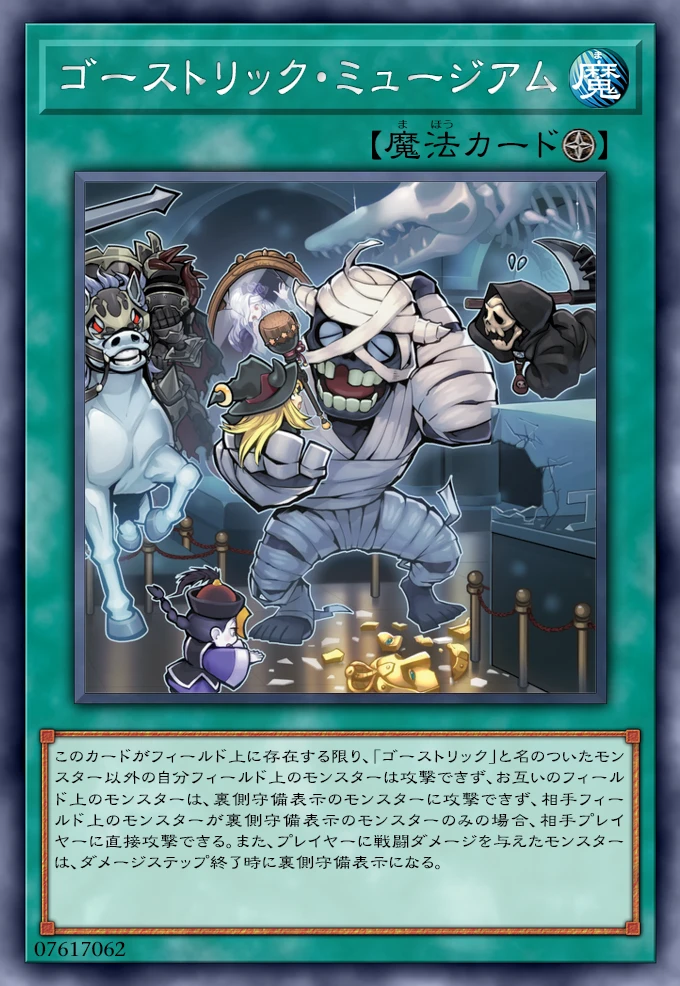 ゴーストリック・ミュージアム
ま
魔
ま ほう
【魔法カード】
このカードがフィールド上に存在する限り、「ゴーストリック」と名のついたモン
スター以外の自分フィールド上のモンスターは攻撃できず、お互いのフィール
ド上のモンスターは、裏側守備表示のモンスターに攻撃できず、相手フィー
ルド上のモンスターが裏側守備表示のモンスターのみの場合、相手プレイ
ヤーに直接攻撃できる。また、プレイヤーに戦闘ダメージを与えたモンスター
は、ダメージステップ終了時に裏側守備表示になる。
07617062